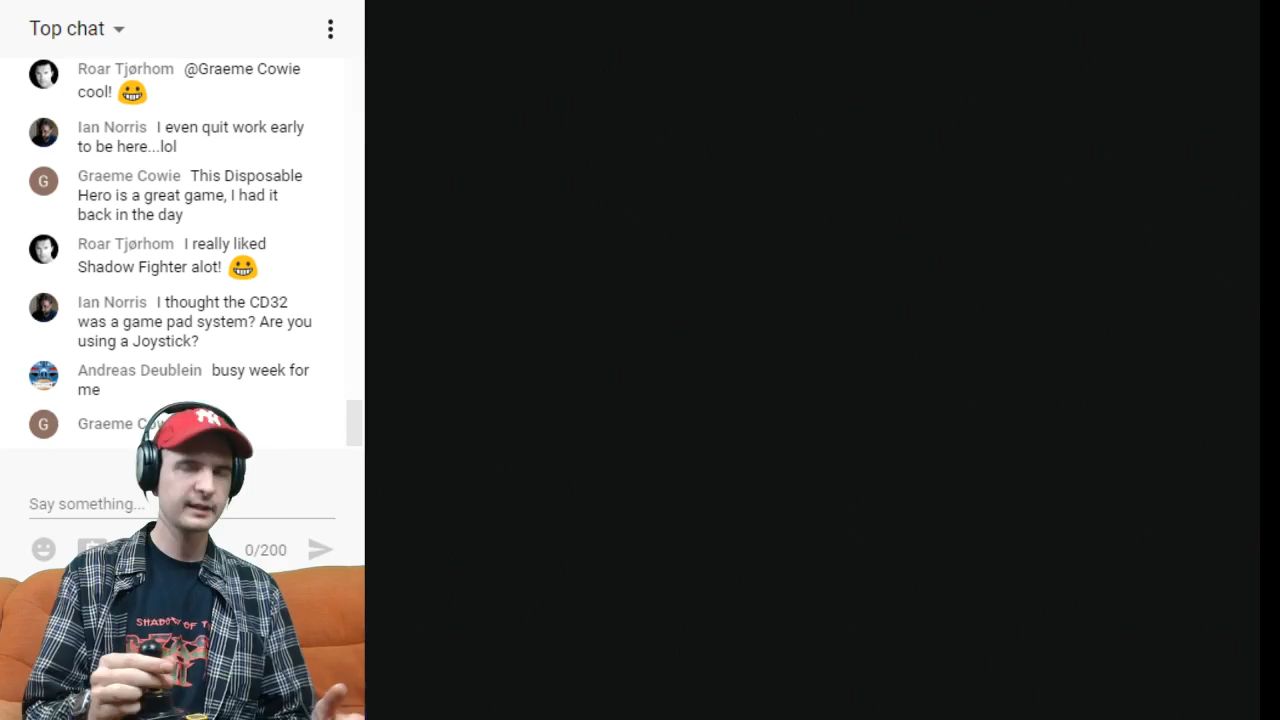 Top chat
Roar Tjørhom @Graeme Cowie
cool!
Ian Norris I even quit work early
to be here...lol
G Graeme Cowie This Disposable
Hero is a great game, I had it
back in the day
Roar Tjørhom I really liked
Shadow Fighter alot!
Ian Norris I thought the CD32
was a game pad system? Are you
using a Joystick?
Andreas Deublein busy week for
me
G Graeme
Say something...
0/200
SHADOW OF